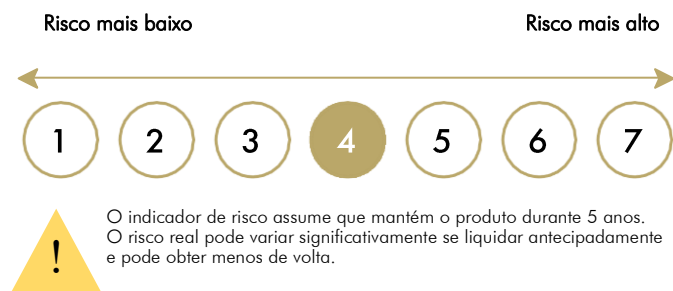 Risco mais baixo Risco mais alto
1 2 3 4 5 6 7
! O indicador de risco assume que mantém o produto durante 5 anos.
O risco real pode variar significativamente se liquidar antecipadamente
e pode obter menos de volta.